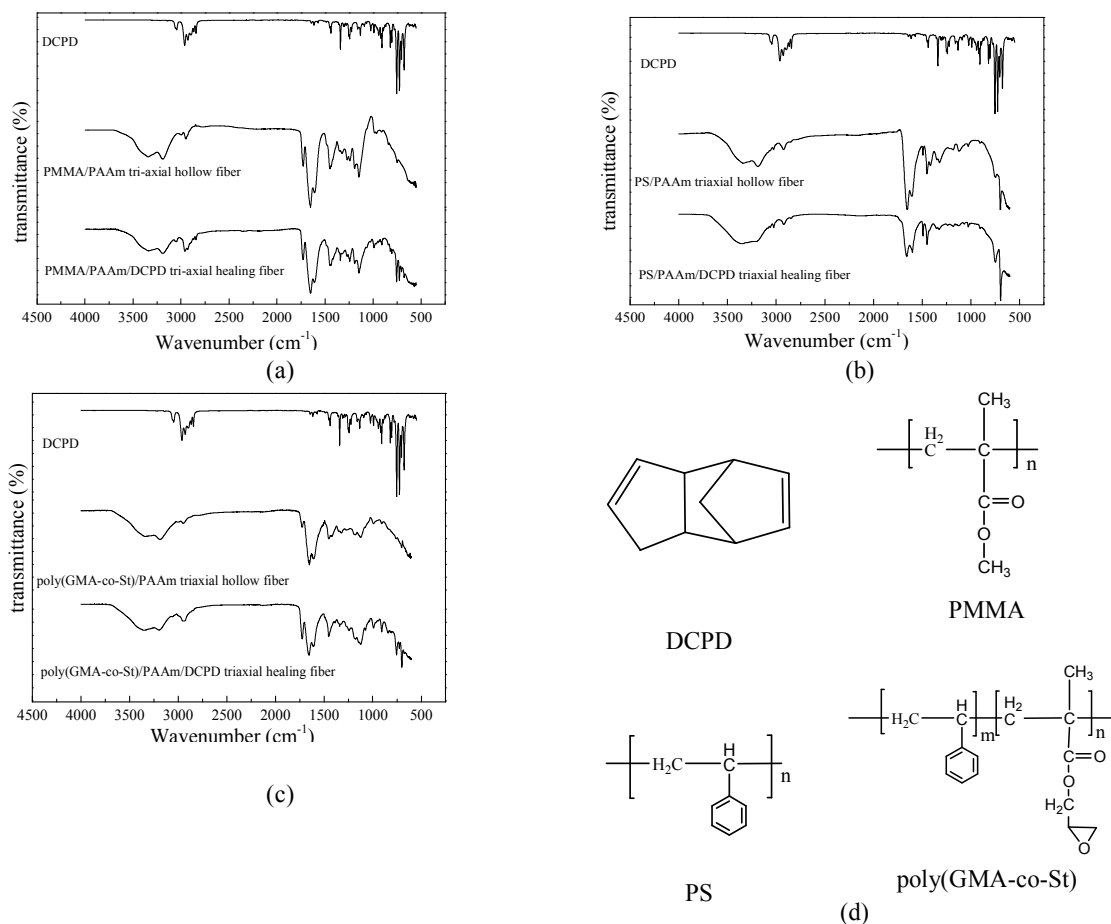 transmittance (%)
DCPD
PMMA/PAAm tri-axial hollow fiber
PMMA/PAAm/DCPD tri-axial healing fiber
4500 4000 3500 3000 2500 2000 1500 1000 500
Wavenumber (cm-1)
(a)
transmittance (%)
DCPD
PS/PAAm triaxial hollow fiber
PS/PAAm/DCPD triaxial healing fiber
4500 4000 3500 3000 2500 2000 1500 1000 500
Wavenumber (cm-1)
(b)
transmittance (%)
DCPD
poly(GMA-co-St)/PAAm triaxial hollow fiber
poly(GMA-co-St)/PAAm/DCPD triaxial healing fiber
4500 4000 3500 3000 2500 2000 1500 1000 500
Wavenumber (cm-1)
(c)
DCPD
CH3
H2
C
C
n
C
O
O
CH3
PMMA
H2C
H
C
n
PS
CH3
H2C
H
C
m
H2
C
C
n
C
O
O
H2C
O
poly(GMA-co-St)
(d)